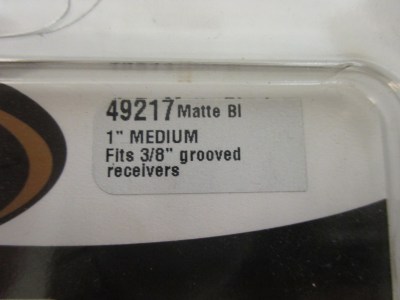 49217 Matte Bl
1" MEDIUM
Fits 3/8" grooved
receivers